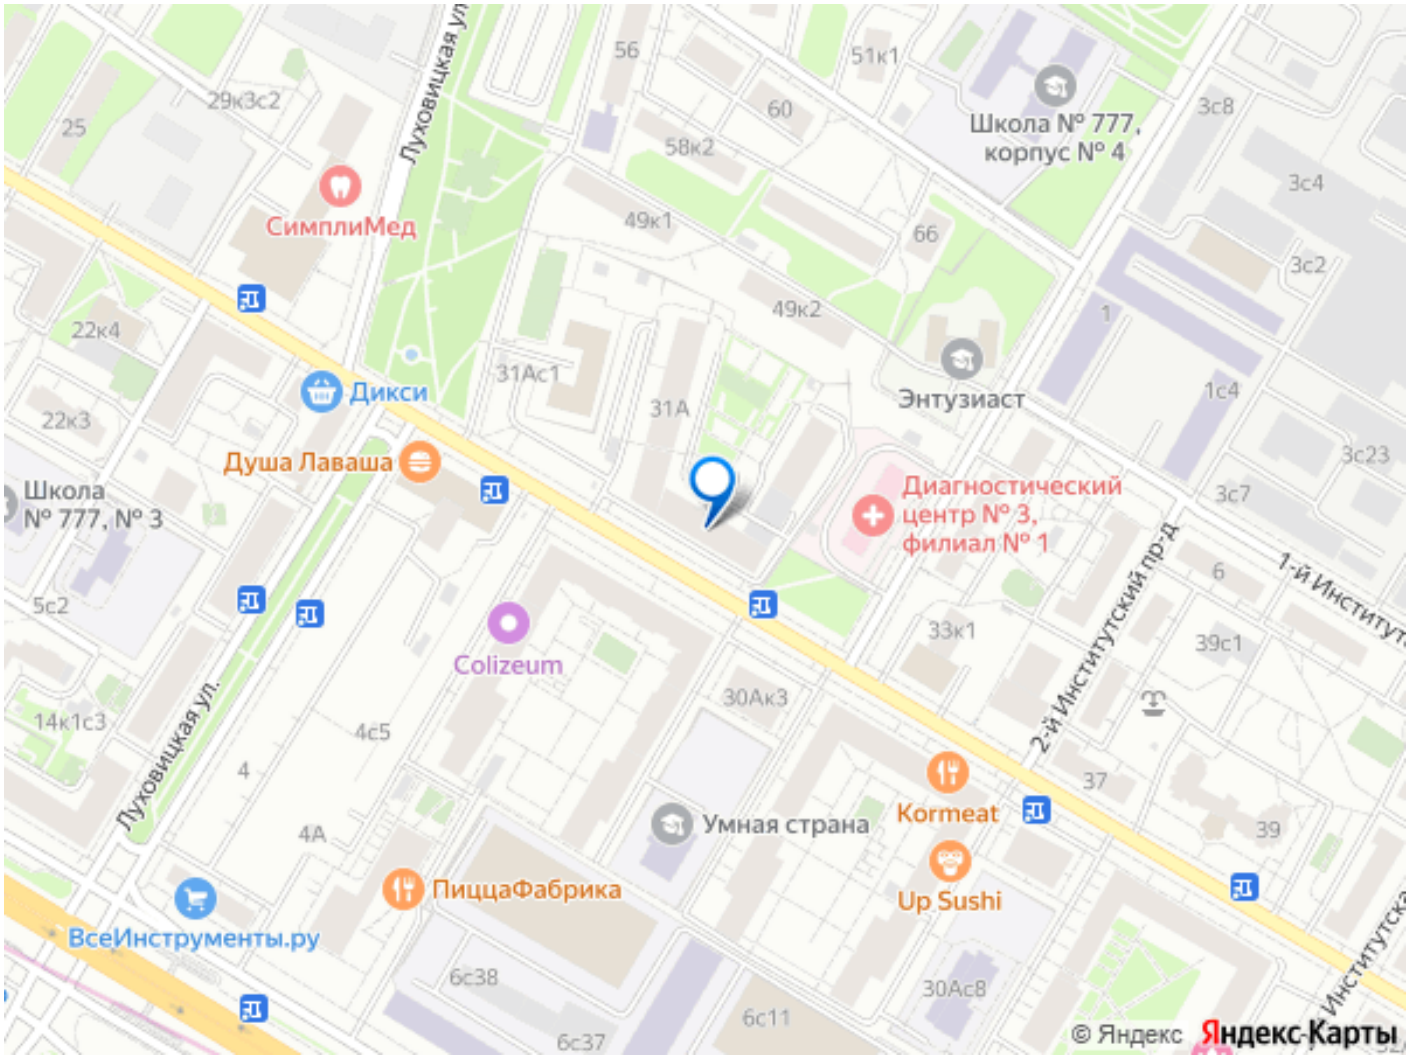 56
51к1
29к3с2
Луховицкая ул
60
3с8
25
58к2
Школа № 777,
корпус № 4
СимплиМед
49к1
66
3с4
3с2
22к4
49к2
1
31Ас1
Дикси
Энтузиаст
1с4
22к3
31А
Душа Лаваша
3с23
Школа
№ 777, № 3
Диагностический
центр № 3,
филиал № 1
3с7
6
1-й Институтс
2-й Институтский пр-д
5с2
33к1
39с1
Colizeum
30Ак3
14к1с3
Луховицкая ул.
4с5
4
37
Kormeat
4А
Умная страна
39
ПиццаФабрика
Up Sushi
ВсеИнструменты.ру
Институтска
6с38
30Ас8
6с11
6с37
© Яндекс Яндекс Карты